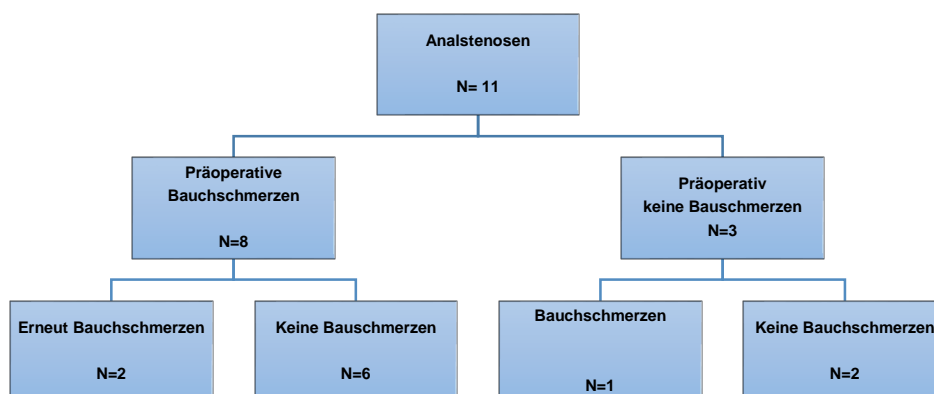 Analstenosen
N= 11
Präoperative
Bauchschmerzen
N=8
Präoperativ
keine Bauschmerzen
N=3
Erneut Bauchschmerzen
N=2
Keine Bauschmerzen
N=6
Bauchschmerzen
N=1
Keine Bauchschmerzen
N=2